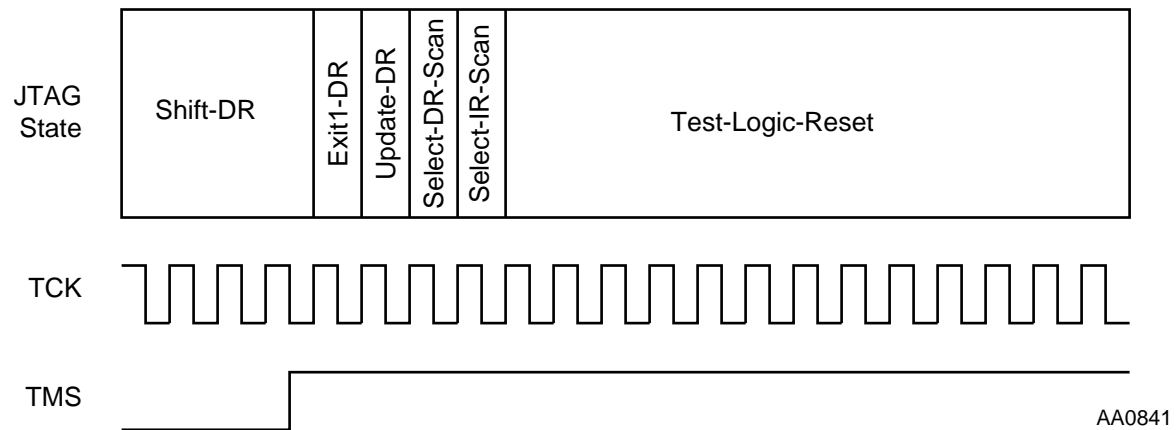 JTAG
State
Shift-DR
Exit1-DR
Update-DR
Select-DR-Scan
Select-IR-Scan
Test-Logic-Reset
TCK
TMS
AA0841